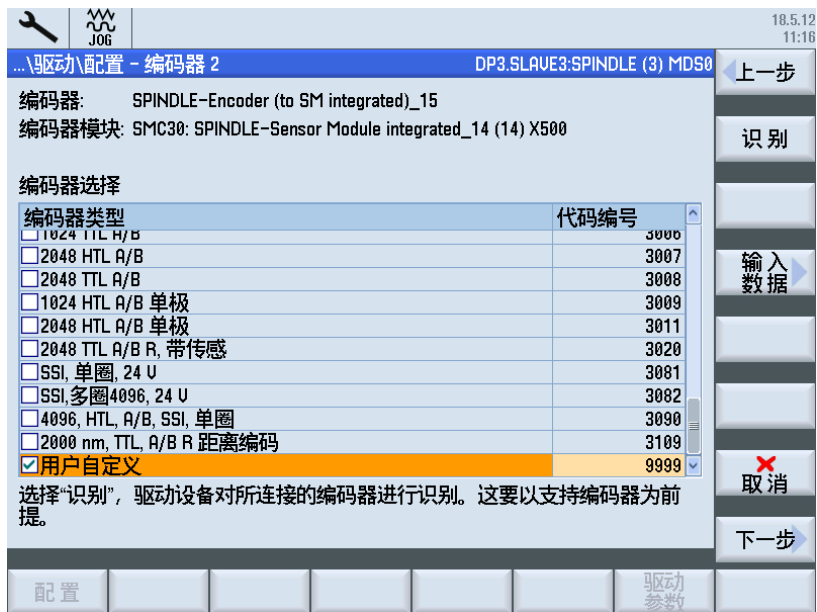 18.5.12
JOG
11:16
...\驱动\配置 - 编码器 2 DP3.SLAVE3:SPINDLE (3) MDS0
上一步
编码器: SPINDLE-Encoder (to SM integrated)_15
编码器模块: SMC30: SPINDLE-Sensor Module integrated_14 (14) X500
识别
编码器选择
编码器类型 代码编号
1024 TTL A/B 3006
2048 HTL A/B 3007
2048 TTL A/B 3008
输入
数据
1024 HTL A/B 单极 3009
2048 HTL A/B 单极 3011
2048 TTL A/B R, 带传感 3020
SSI, 单圈, 24 V 3081
SSI,多圈4096, 24 V 3082
4096, HTL, A/B, SSI, 单圈 3090
2000 nm, TTL, A/B R 距离编码 3109
用户自定义 9999
取消
选择“识别”, 驱动设备对所连接的编码器进行识别。这要以支持编码器为前
提。
下一步
配置
驱动
参数